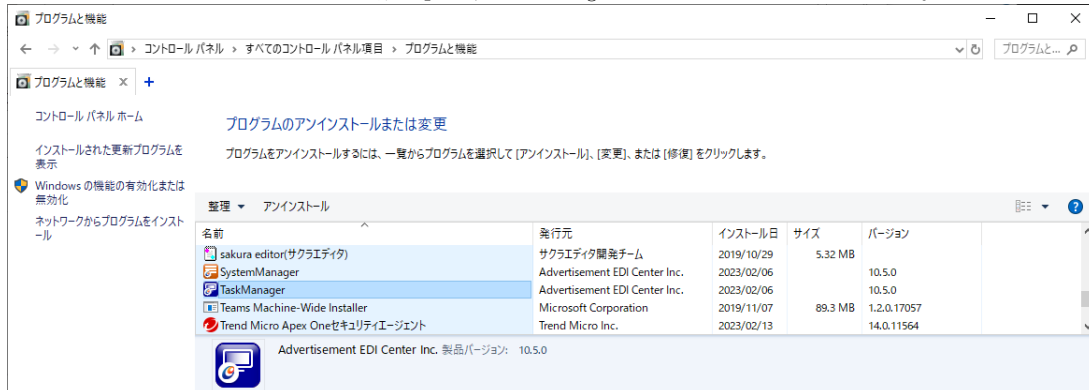 プログラムと機能
コントロール パネル › すべてのコントロール パネル項目 › プログラムと機能
プログラムと...
プログラムと機能 × +
コントロール パネル ホーム
インストールされた更新プログラムを
表示
Windows の機能の有効化または
無効化
ネットワークからプログラムをインスト
ール
プログラムのアンインストールまたは変更
プログラムをアンインストールするには、一覧からプログラムを選択して [アンインストール]、[変更]、または [修復] をクリックします。
整理 アンインストール
名前 発行元 インストール日 サイズ バージョン
sakura editor(サクラエディタ) サクラエディタ開発チーム 2019/10/29 5.32 MB
SystemManager Advertisement EDI Center Inc. 2023/02/06 10.5.0
TaskManager Advertisement EDI Center Inc. 2023/02/06 10.5.0
Teams Machine-Wide Installer Microsoft Corporation 2019/11/07 89.3 MB 1.2.0.17057
Trend Micro Apex Oneセキュリティエージェント Trend Micro Inc. 2023/02/13 14.0.11564
Advertisement EDI Center Inc. 製品バージョン: 10.5.0